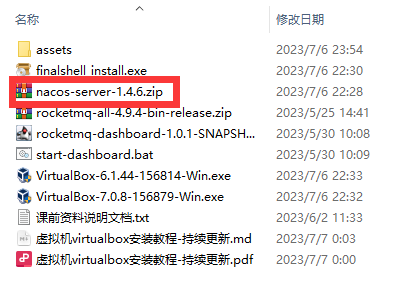 名称 修改日期
assets 2023/7/6 23:54
finalshell_install.exe 2023/7/6 22:30
nacos-server-1.4.6.zip 2023/7/6 22:28
rocketmq-all-4.9.4-bin-release.zip 2023/5/25 14:41
rocketmq-dashboard-1.0.1-SNAPSH... 2023/5/30 10:08
start-dashboard.bat 2023/5/30 10:09
VirtualBox-6.1.44-156814-Win.exe 2023/7/6 22:33
VirtualBox-7.0.8-156879-Win.exe 2023/7/6 22:32
课前资料说明文档.txt 2023/6/2 11:33
虚拟机virtualbox安装教程-持续更新.md 2023/7/7 0:03
虚拟机virtualbox安装教程-持续更新.pdf 2023/7/7 0:00